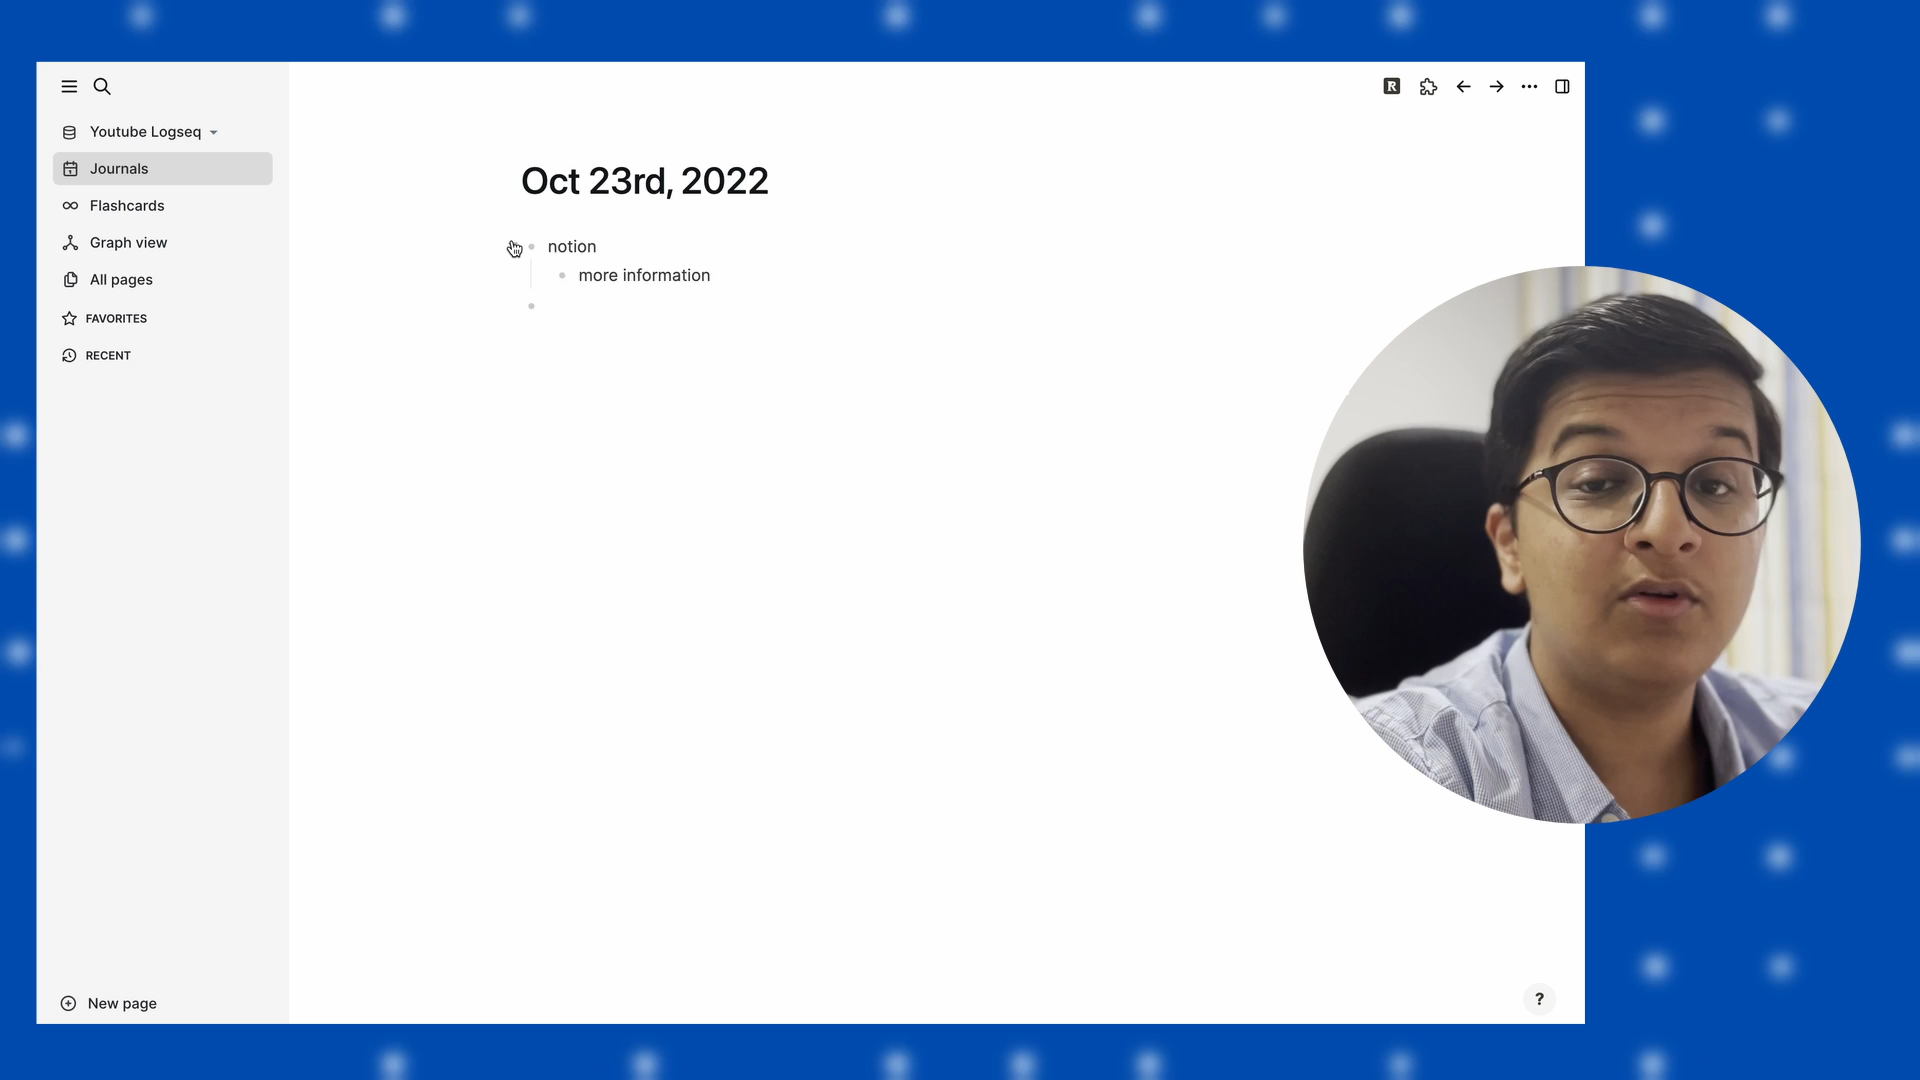 Youtube Logseq
Journals
Flashcards
Graph view
All pages
FAVORITES
RECENT
New page
R
Oct 23rd, 2022
notion
more information
?